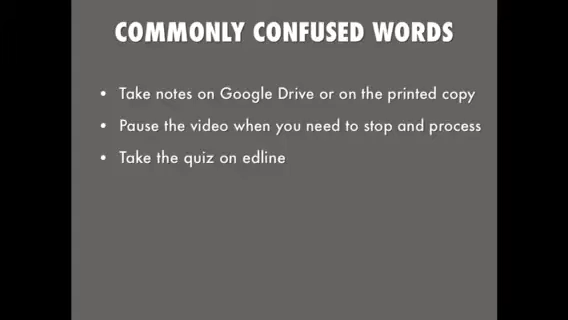 COMMONLY CONFUSED WORDS
• Take notes on Google Drive or on the printed copy
• Pause the video when you need to stop and process
• Take the quiz on edline